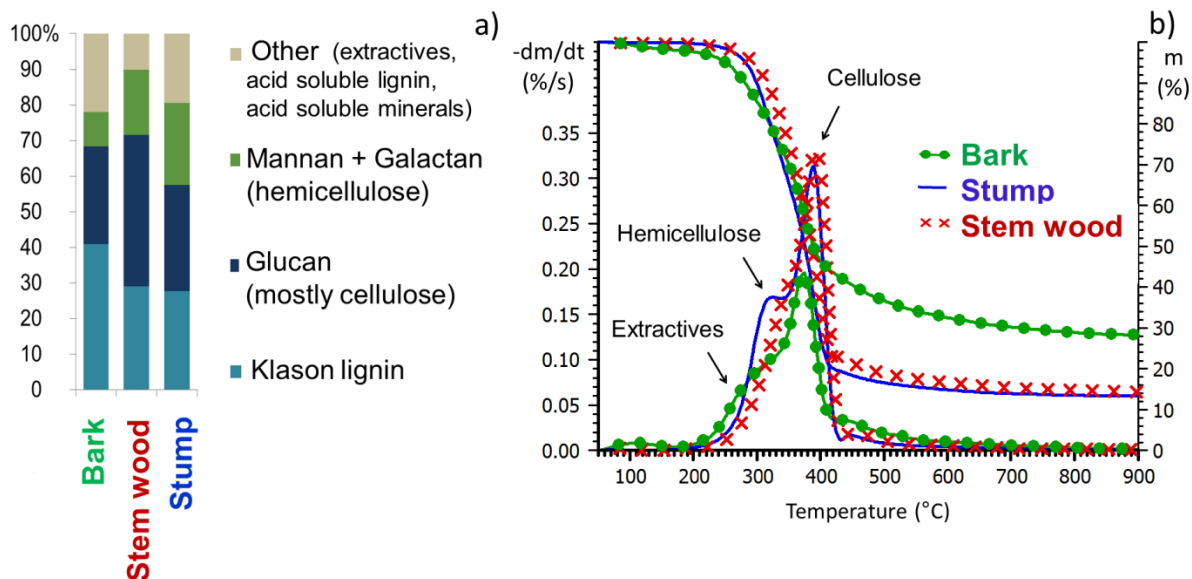 100%
90
80
70
60
50
40
30
20
10
0
Bark
Stem wood
Stump
Other (extractives,
acid soluble lignin,
acid soluble minerals)
Mannan + Galactan
(hemicellulose)
Glucan
(mostly cellulose)
Klason lignin
a)
-dm/dt
(%/s)
0.35
0.30
0.25
0.20
0.15
0.10
0.05
0.00
Cellulose
Hemicellulose
Extractives
Bark
Stump
Stem wood
b)
m
(%)
90
80
70
60
50
40
30
20
10
0
100 200 300 400 500 600 700 800 900
Temperature (°C)